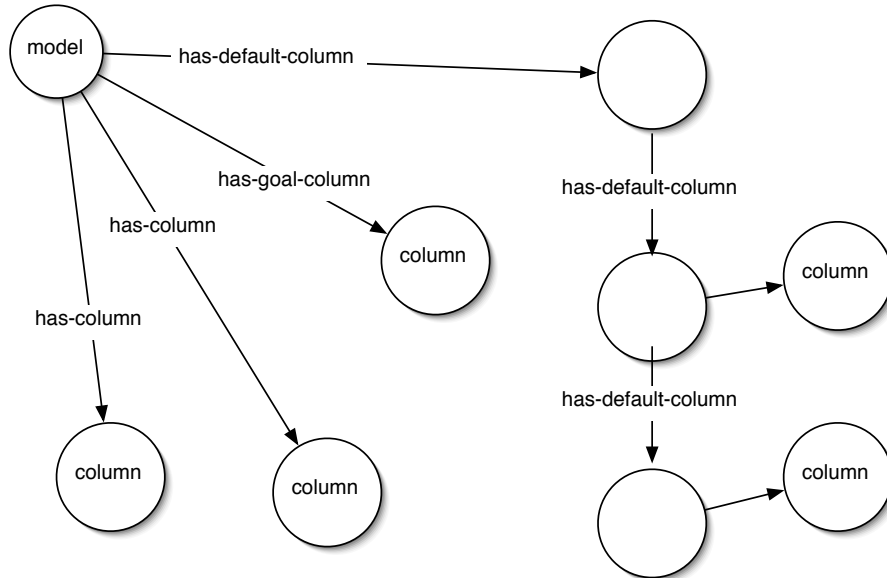 model
has-default-column
has-goal-column
has-default-column
has-column
column
column
has-column
has-default-column
column
column
column